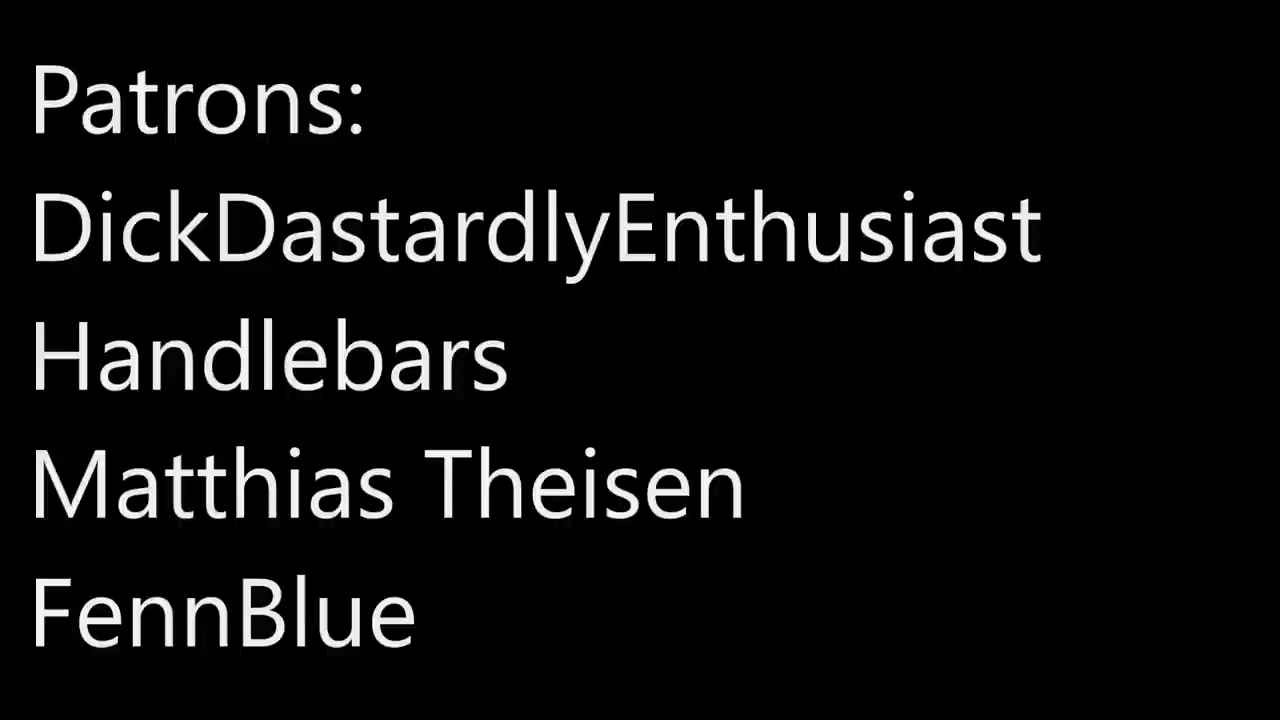 Patrons:
DickDastardlyEnthusiast
Handlebars
Matthias Theisen
FennBlue